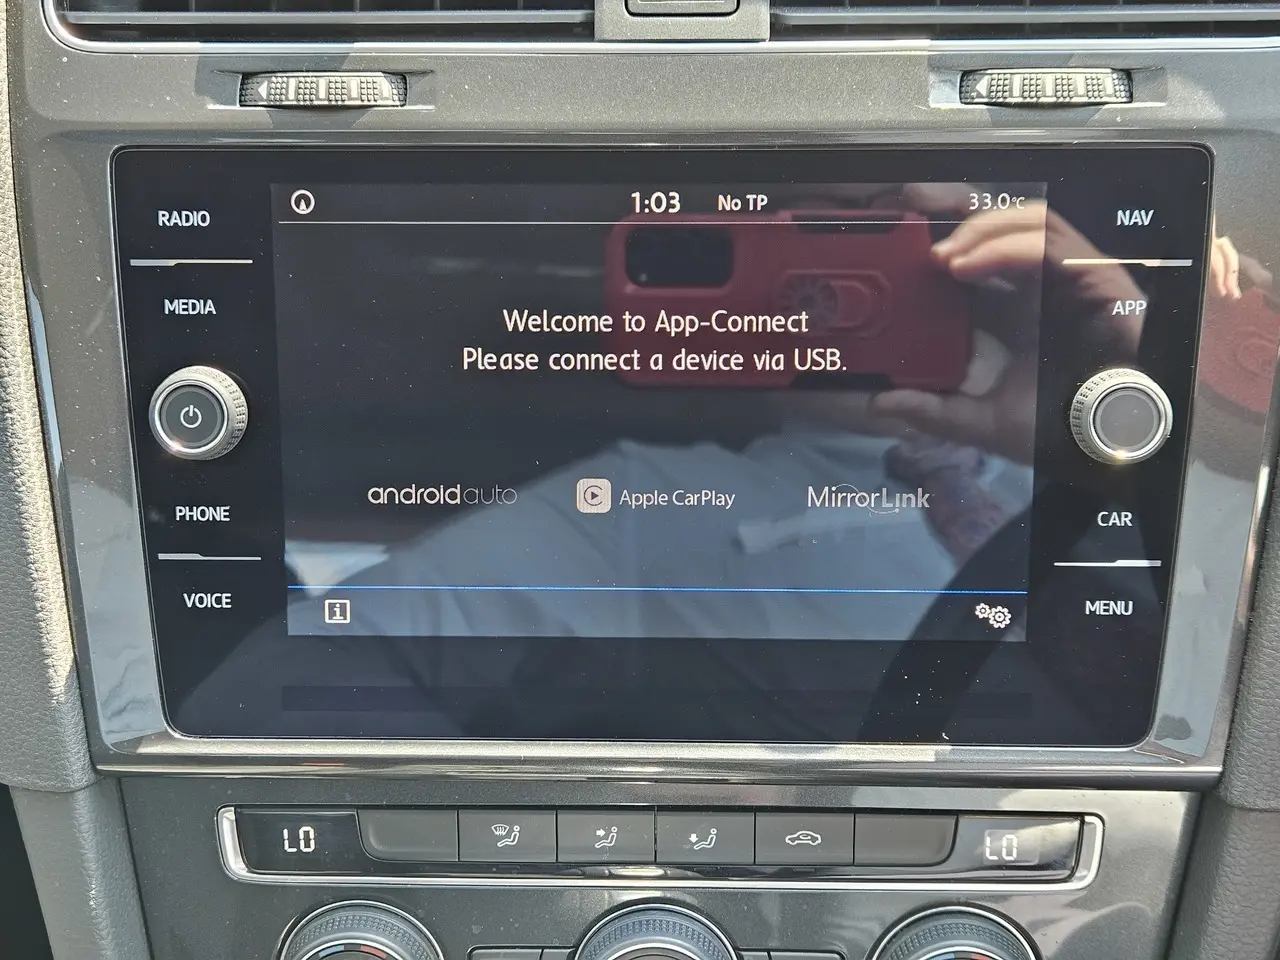 1:03 No TP 33.0°C
RADIO
NAV
MEDIA
APP
Welcome to App-Connect
Please connect a device via USB.
androidauto Apple CarPlay MirrorLink
PHONE
CAR
VOICE
MENU
i
LO LO